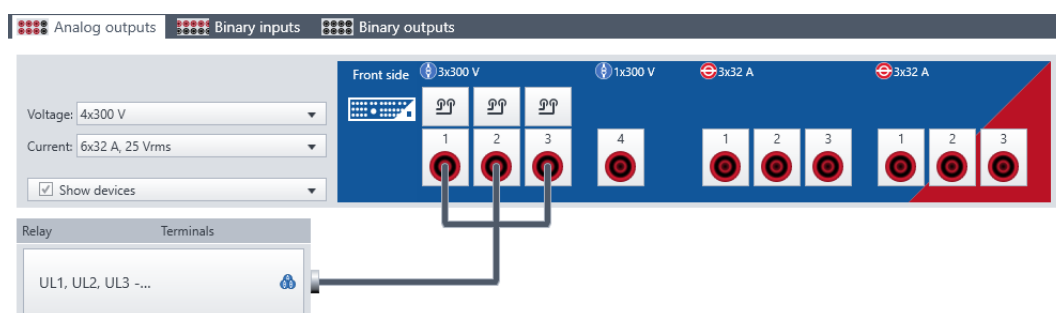 Analog outputs Binary inputs Binary outputs
Front side 3x300 V 1x300 V 3x32 A 3x32 A
Voltage: 4x300 V
Current: 6x32 A, 25 Vrms
1 2 3 4 1 2 3 1 2 3
Show devices
Relay Terminals
UL1, UL2, UL3 -...